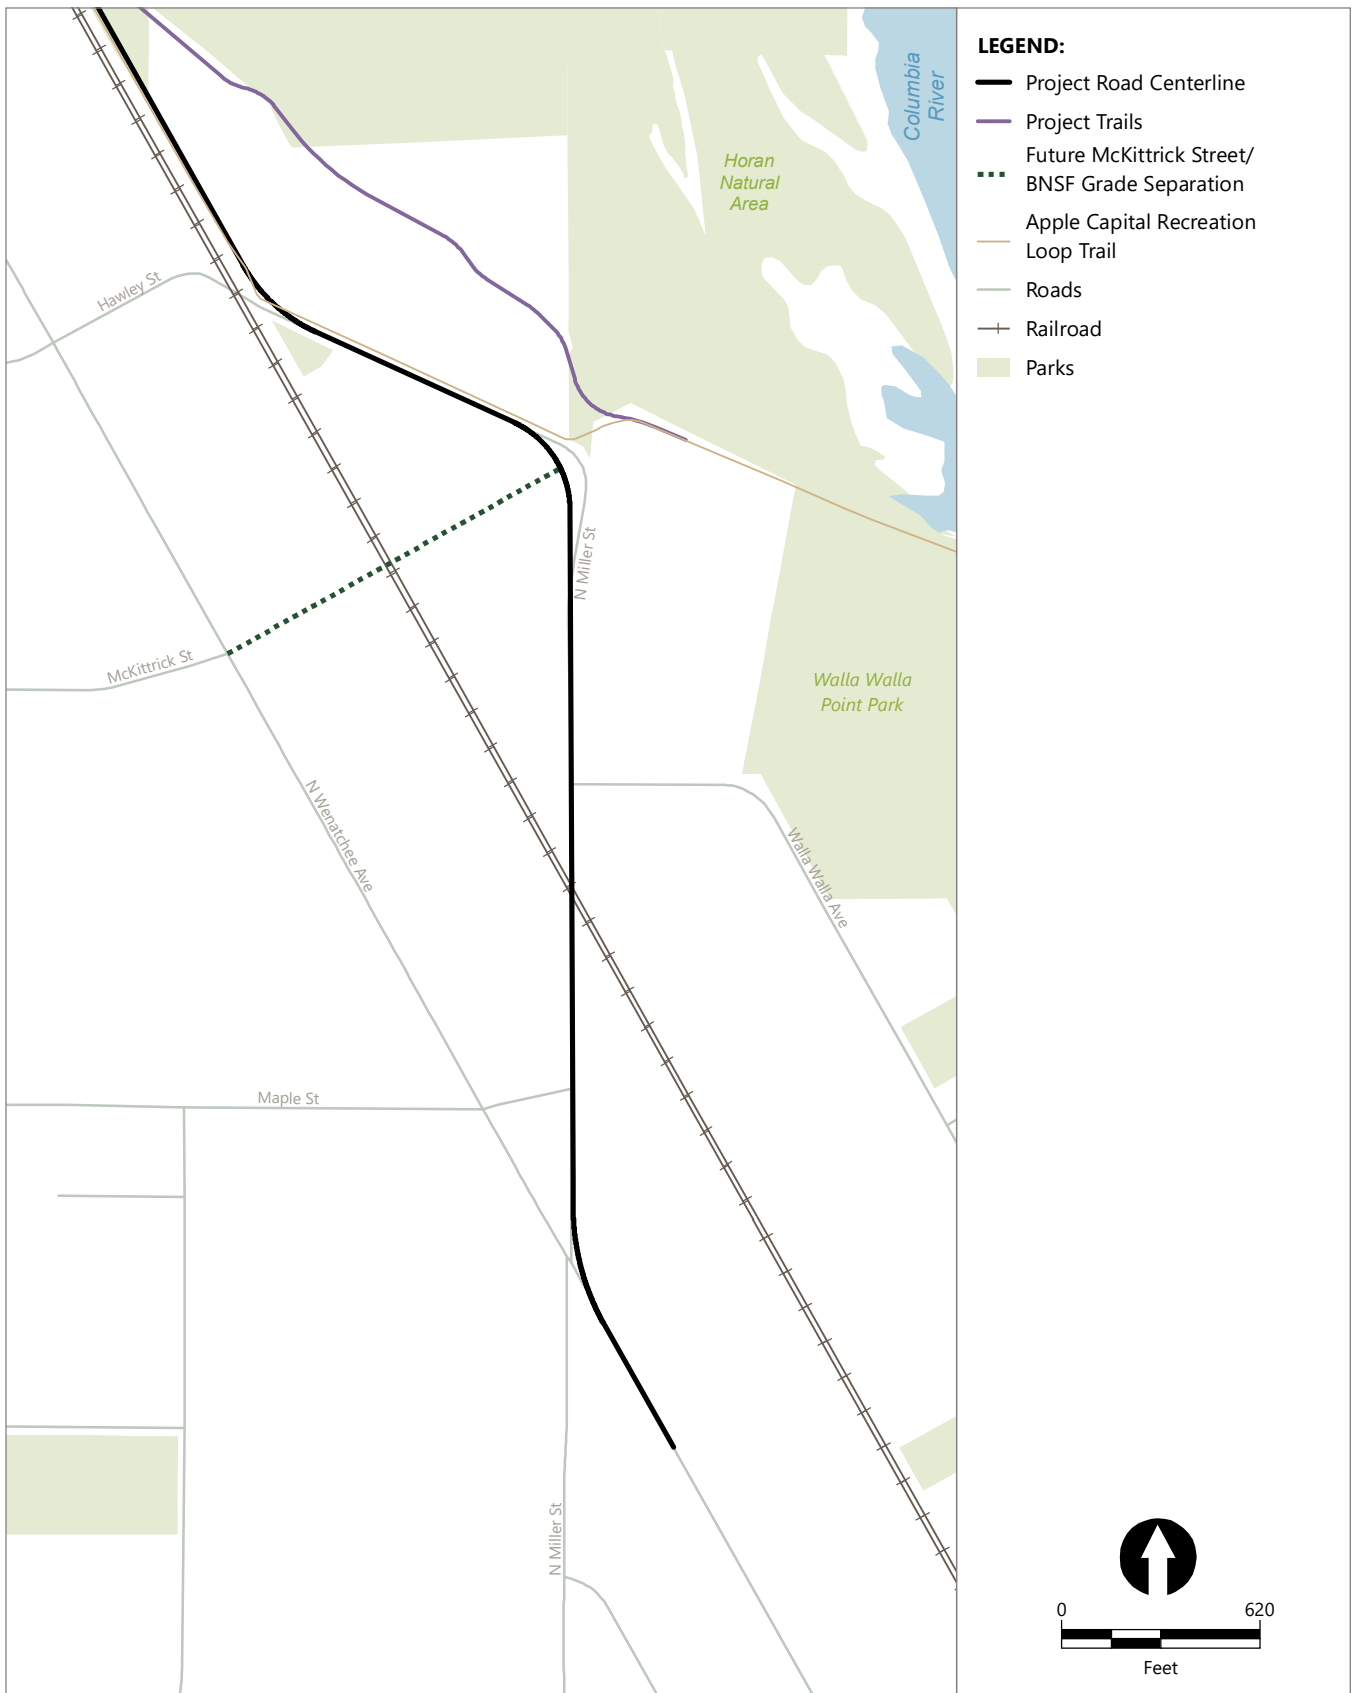 LEGEND:
Project Road Centerline
Project Trails
Future McKittrick Street/
BNSF Grade Separation
Apple Capital Recreation
Loop Trail
Roads
Railroad
Parks
Columbia
River
Horan
Natural
Area
Hawley St
N Miller St
McKittrick St
Walla Walla
Point Park
N Wenatchee Ave
Walla Walla Ave
Maple St
N Miller St
0 620
Feet